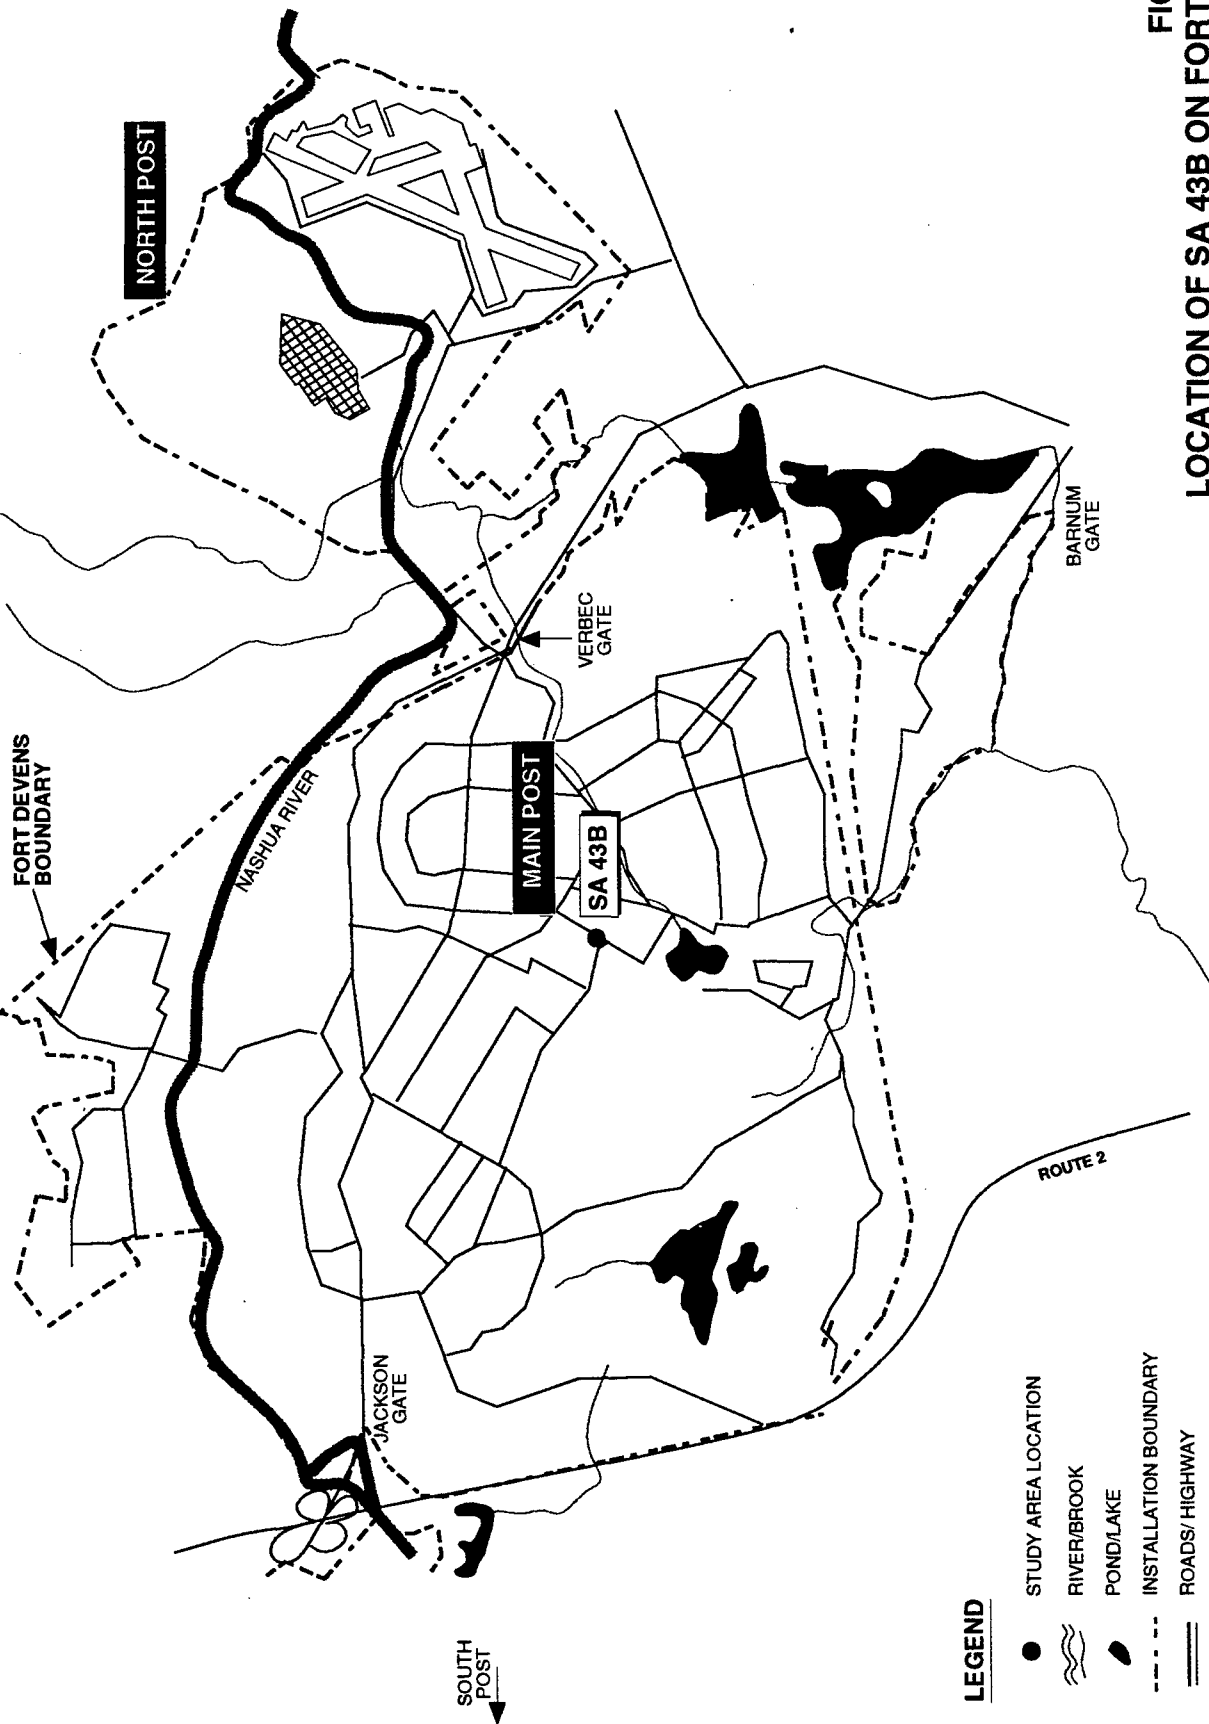 NORTH POST
FORT DEVENS
BOUNDARY
NASHUA RIVER
VERBEC
GATE
MAIN POST
SA 43B
BARNUM
GATE
JACKSON
GATE
ROUTE 2
SOUTH
POST
LEGEND
STUDY AREA LOCATION
RIVER/BROOK
POND/LAKE
INSTALLATION BOUNDARY
ROADS/ HIGHWAY
LOCATION OF SA 43B ON FORT